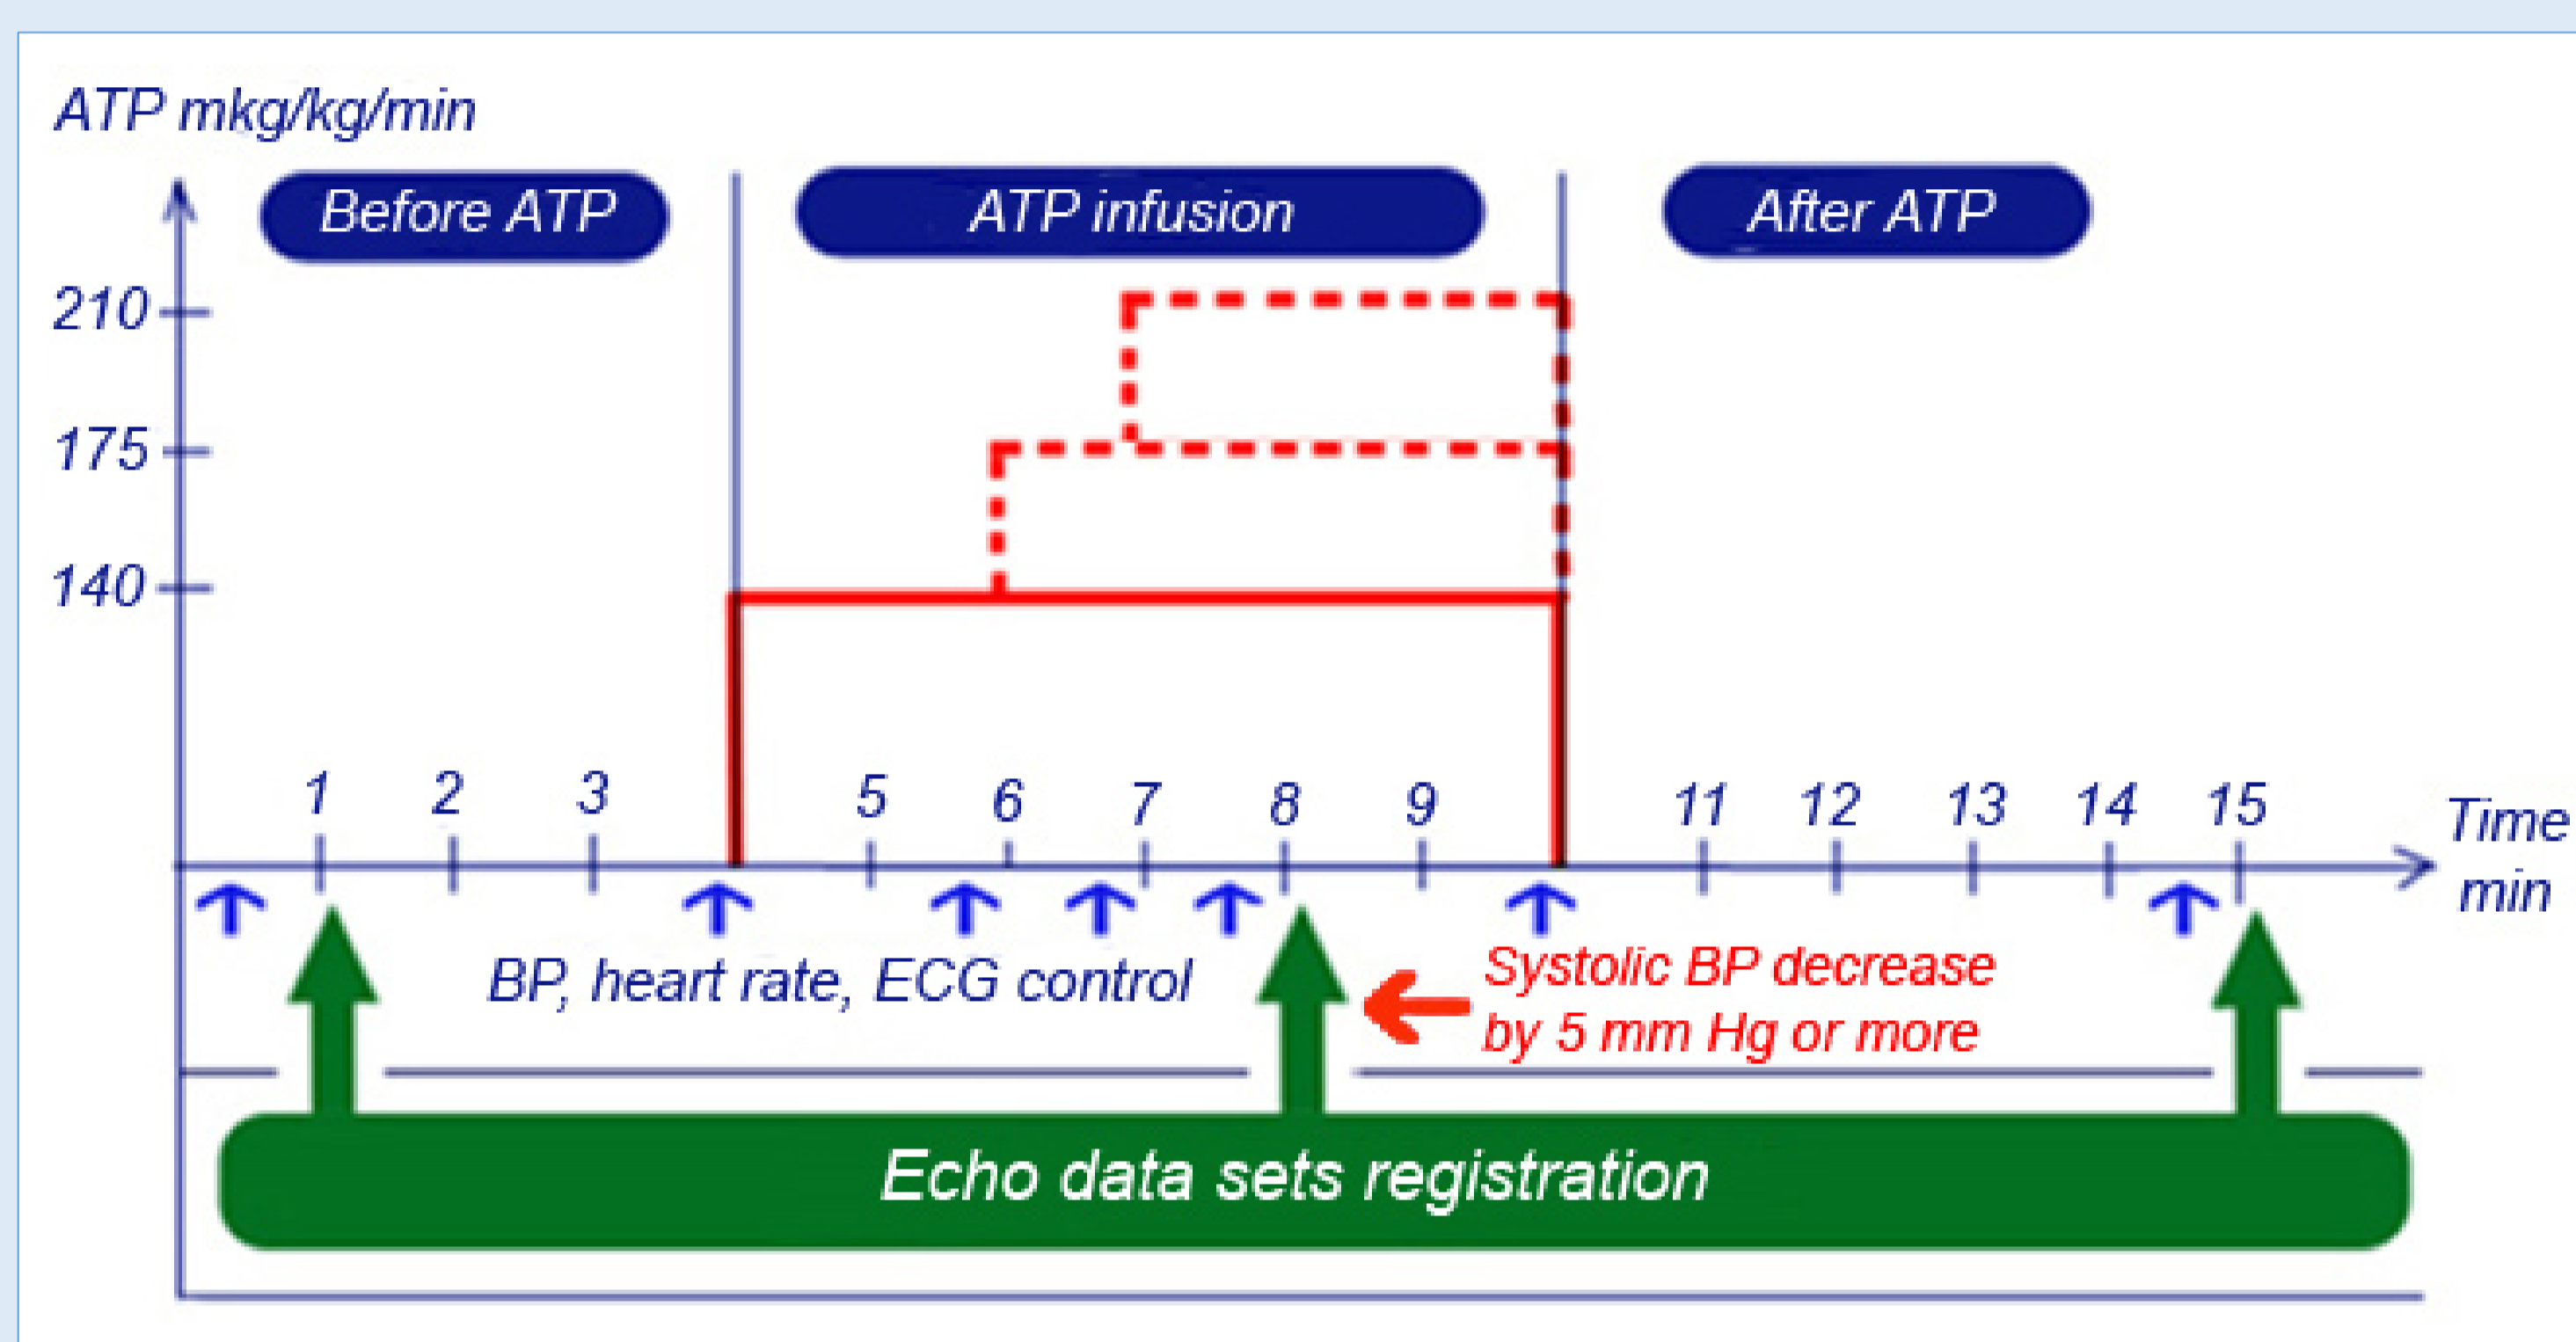 ATP mkg/kg/min
Before ATP
ATP infusion
After ATP
210
175
140
1 2 3 5 6 7 8 9 11 12 13 14 15
Time
min
BP, heart rate, ECG control
Systolic BP decrease
by 5 mm Hg or more
Echo data sets registration